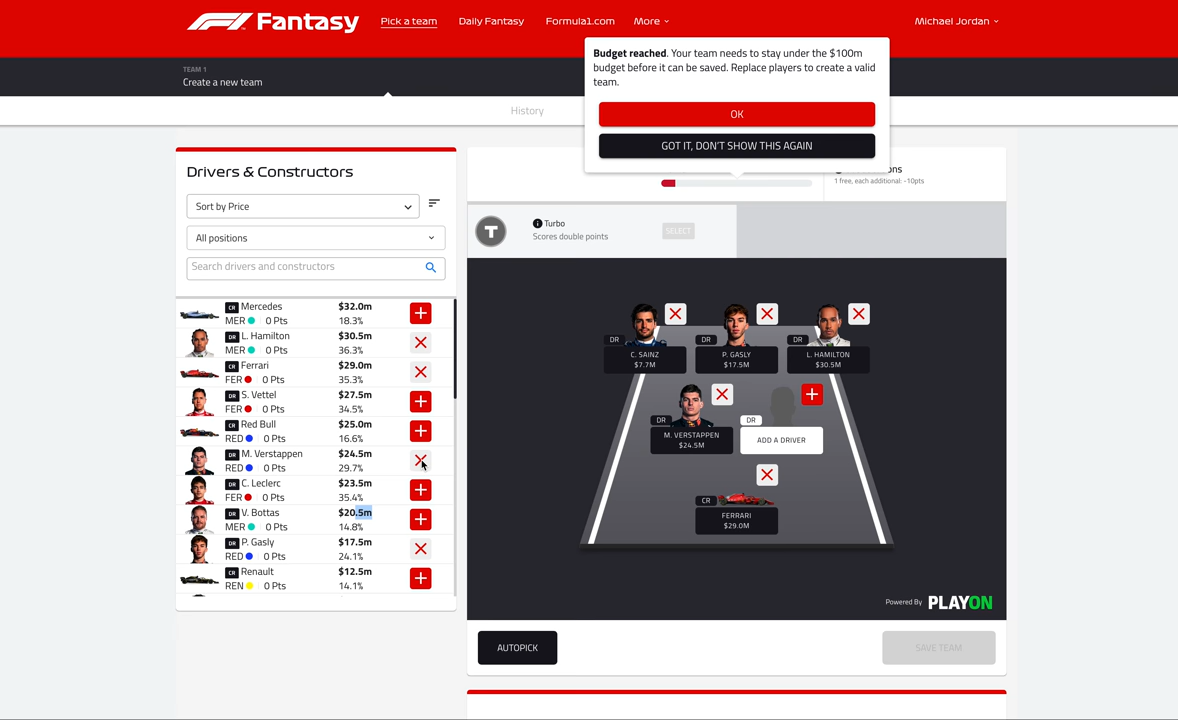 Fantasy
Pick a team
Daily Fantasy
Formula1.com
More
Michael Jordan
TEAM 1
Create a new team
History
Budget reached. Your team needs to stay under the $100m
budget before it can be saved. Replace players to create a valid
team.
OK
GOT IT, DON'T SHOW THIS AGAIN
1 free, each additional: -10pts
Drivers & Constructors
Sort by Price
All positions
Search drivers and constructors
CR Mercedes $32.0m
MER 0 Pts 18.3%
DR L. Hamilton $30.5m
MER 0 Pts 36.3%
CR Ferrari $29.0m
FER 0 Pts 35.3%
DR S. Vettel $27.5m
FER 0 Pts 34.5%
CR Red Bull $25.0m
RED 0 Pts 16.6%
DR M. Verstappen $24.5m
RED 0 Pts 29.7%
DR C. Leclerc $23.5m
FER 0 Pts 35.4%
DR V. Bottas $20.5m
MER 0 Pts 14.8%
DR P. Gasly $17.5m
RED 0 Pts 24.1%
CR Renault $12.5m
REN 0 Pts 14.1%
T
Turbo
Scores double points
SELECT
DR
C. SAINZ
$7.7M
DR
P. GASLY
$17.5M
DR
L. HAMILTON
$30.5M
DR
M. VERSTAPPEN
$24.5M
DR
ADD A DRIVER
CR
FERRARI
$29.0M
Powered By PLAYON
AUTOPICK
SAVE TEAM